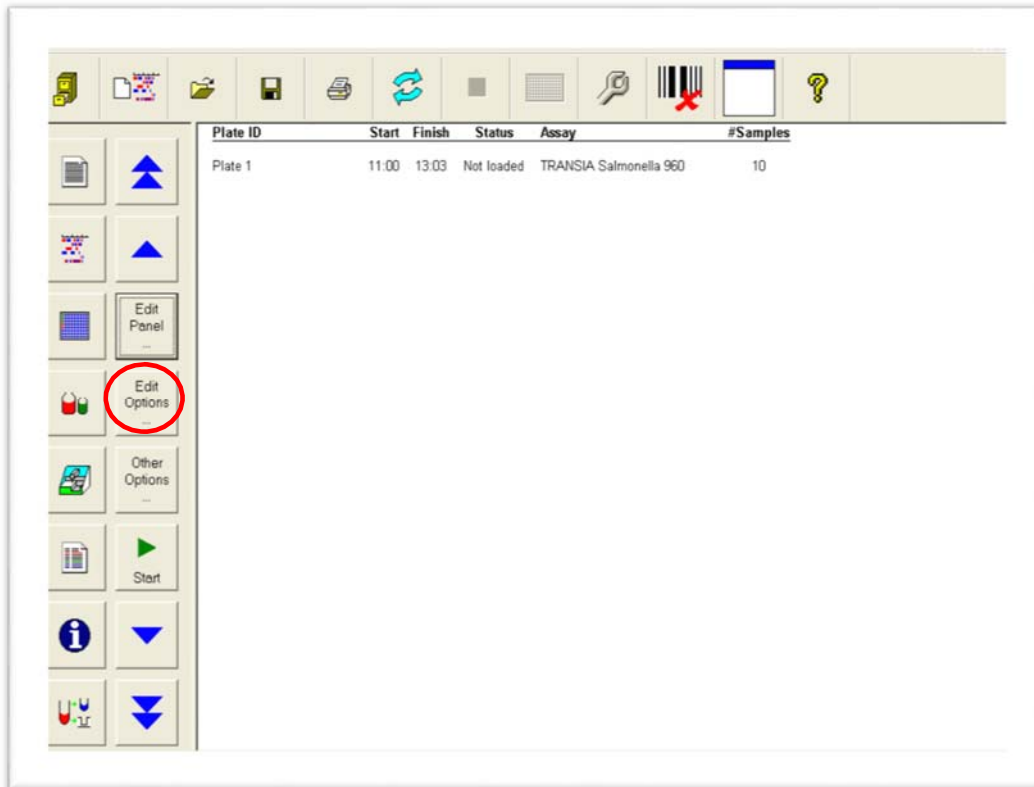 Plate ID Start Finish Status Assay #Samples
Plate 1 11:00 13:03 Not loaded TRANSIA Salmonella 960 10
Edit
Panel
...
Edit
Options
...
Other
Options
...
Start